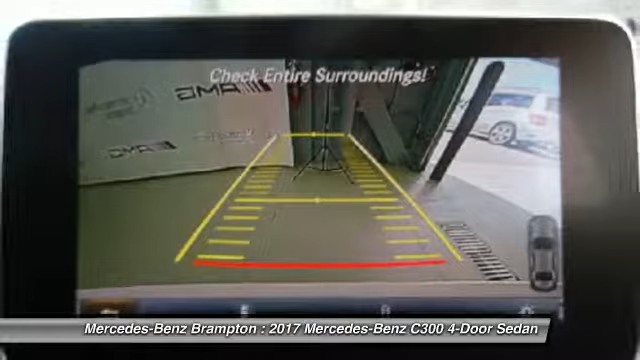 Check Entire Surroundings!
AMG
AMG
Mercedes-Benz Brampton : 2017 Mercedes-Benz C300 4-Door Sedan